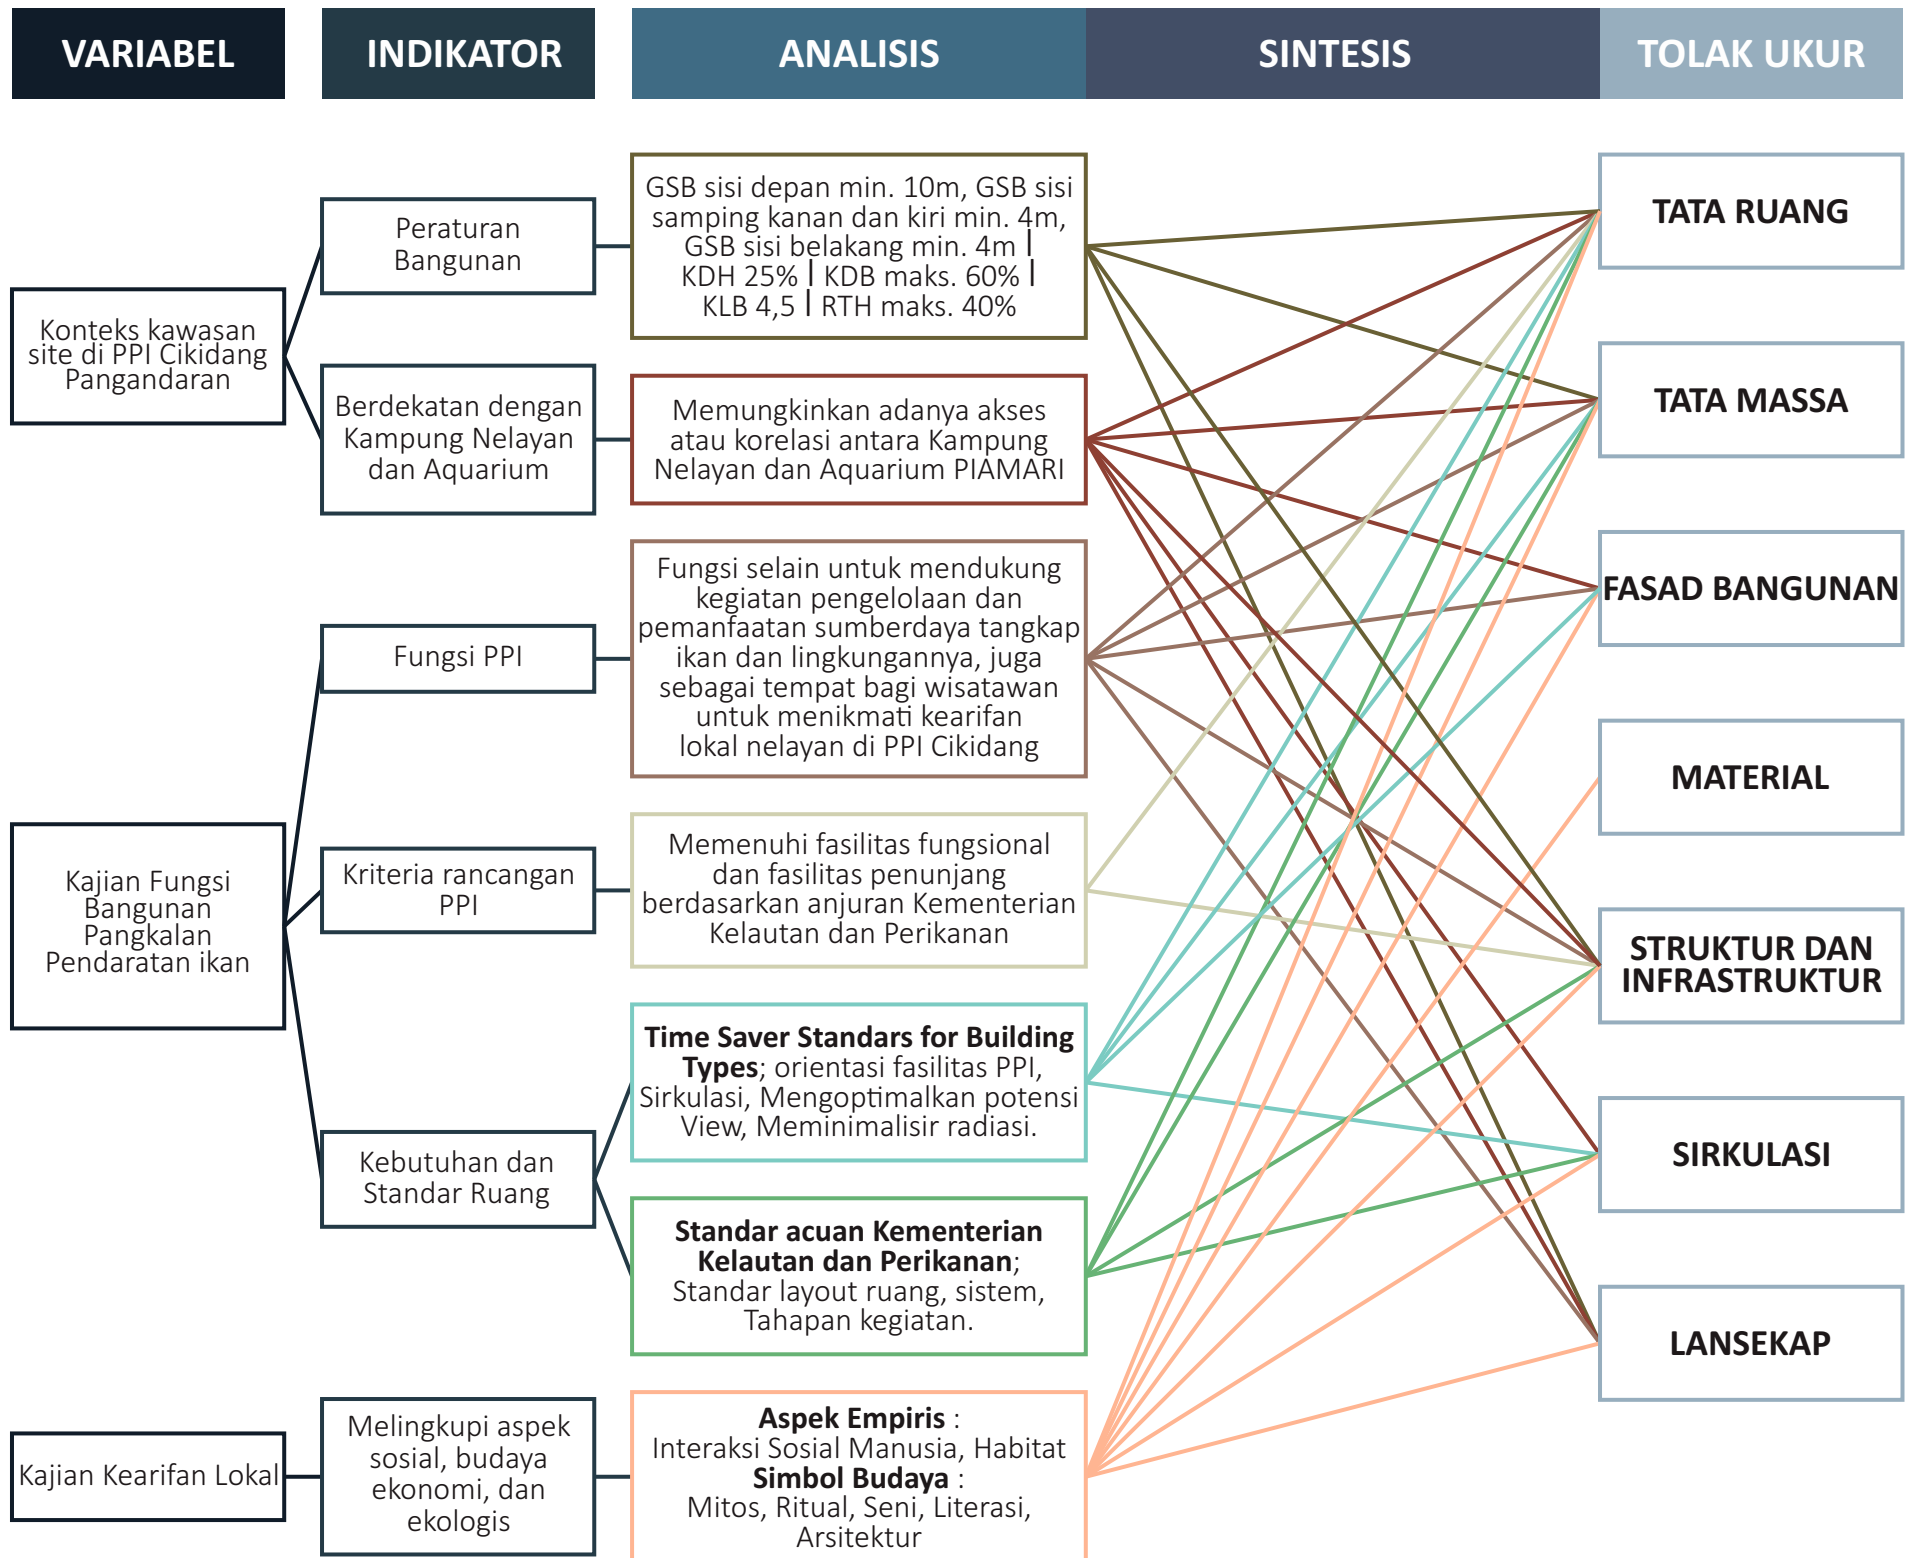 VARIABEL
INDIKATOR
ANALISIS
SINTESIS
TOLAK UKUR
Konteks kawasan
site di PPI Cikidang
Pangandaran
Peraturan
Bangunan
GSB sisi depan min. 10m, GSB sisi
samping kanan dan kiri min. 4m,
GSB sisi belakang min. 4m |
KDH 25% | KDB maks. 60% |
KLB 4,5 | RTH maks. 40%
Berdekatan dengan
Kampung Nelayan
dan Aquarium
Memungkinkan adanya akses
atau korelasi antara Kampung
Nelayan dan Aquarium PIAMARI
Kajian Fungsi
Bangunan
Pangkalan
Pendaratan ikan
Fungsi PPI
Fungsi selain untuk mendukung
kegiatan pengelolaan dan
pemanfaatan sumberdaya tangkap
ikan dan lingkungannya, juga
sebagai tempat bagi wisatawan
untuk menikmati kearifan
lokal nelayan di PPI Cikidang
Kriteria rancangan
PPI
Memenuhi fasilitas fungsional
dan fasilitas penunjang
berdasarkan anjuran Kementerian
Kelautan dan Perikanan
Kebutuhan dan
Standar Ruang
Time Saver Standars for Building
Types; orientasi fasilitas PPI,
Sirkulasi, Mengoptimalkan potensi
View, Meminimalisir radiasi.
Standar acuan Kementerian
Kelautan dan Perikanan;
Standar layout ruang, sistem,
Tahapan kegiatan.
Kajian Kearifan Lokal
Melingkupi aspek
sosial, budaya
ekonomi, dan
ekologis
Aspek Empiris :
Interaksi Sosial Manusia, Habitat
Simbol Budaya :
Mitos, Ritual, Seni, Literasi,
Arsitektur
TATA RUANG
TATA MASSA
FASAD BANGUNAN
MATERIAL
STRUKTUR DAN
INFRASTRUKTUR
SIRKULASI
LANSEKAP